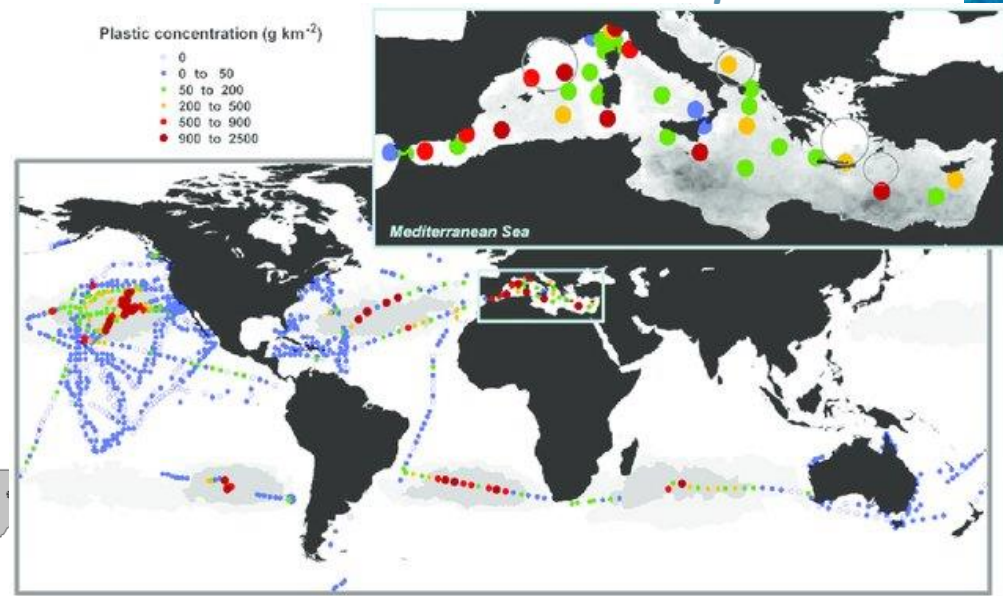 Plastic concentration (g km⁻²)
0
0 to 50
50 to 200
200 to 500
500 to 900
900 to 2500
Mediterranean Sea